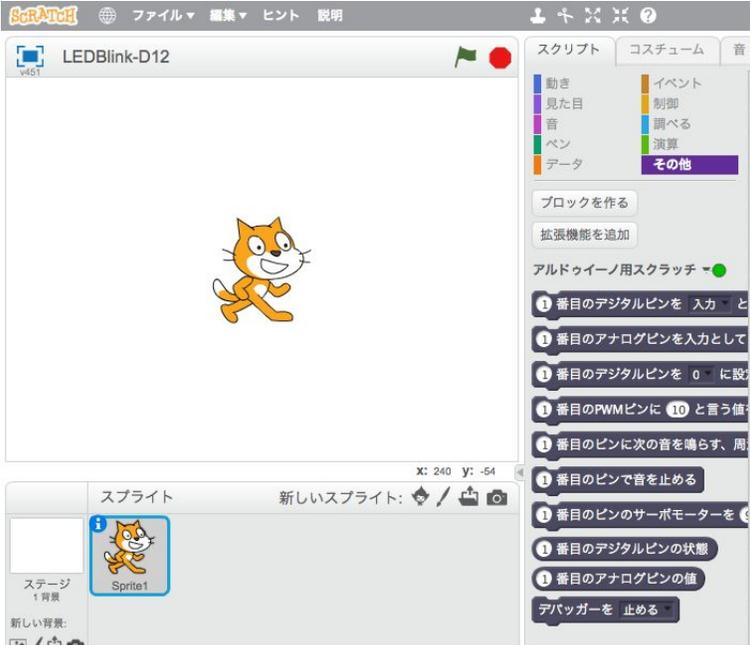 SCRATCH ファイル▼ 編集▼ ヒント 説明
LEDBlink-D12
v451
スクリプト コスチューム 音
動き イベント
見た目 制御
音 調べる
ペン 演算
データ その他
ブロックを作る
拡張機能を追加
アルドゥイーノ用スクラッチ
1 番目のデジタルピンを 入力 と
1 番目のアナログピンを入力として
1 番目のデジタルピンを 0 に設
1 番目のPWMピンに 10 と言う値
1 番目のピンに次の音を鳴らす、周
1 番目のピンで音を止める
1 番目のピンのサーボモーターを
1 番目のデジタルピンの状態
1 番目のアナログピンの値
デバッガーを 止める
x: 240 y: -54
スプライト 新しいスプライト:
Sprite1
ステージ
1 背景
新しい背景: